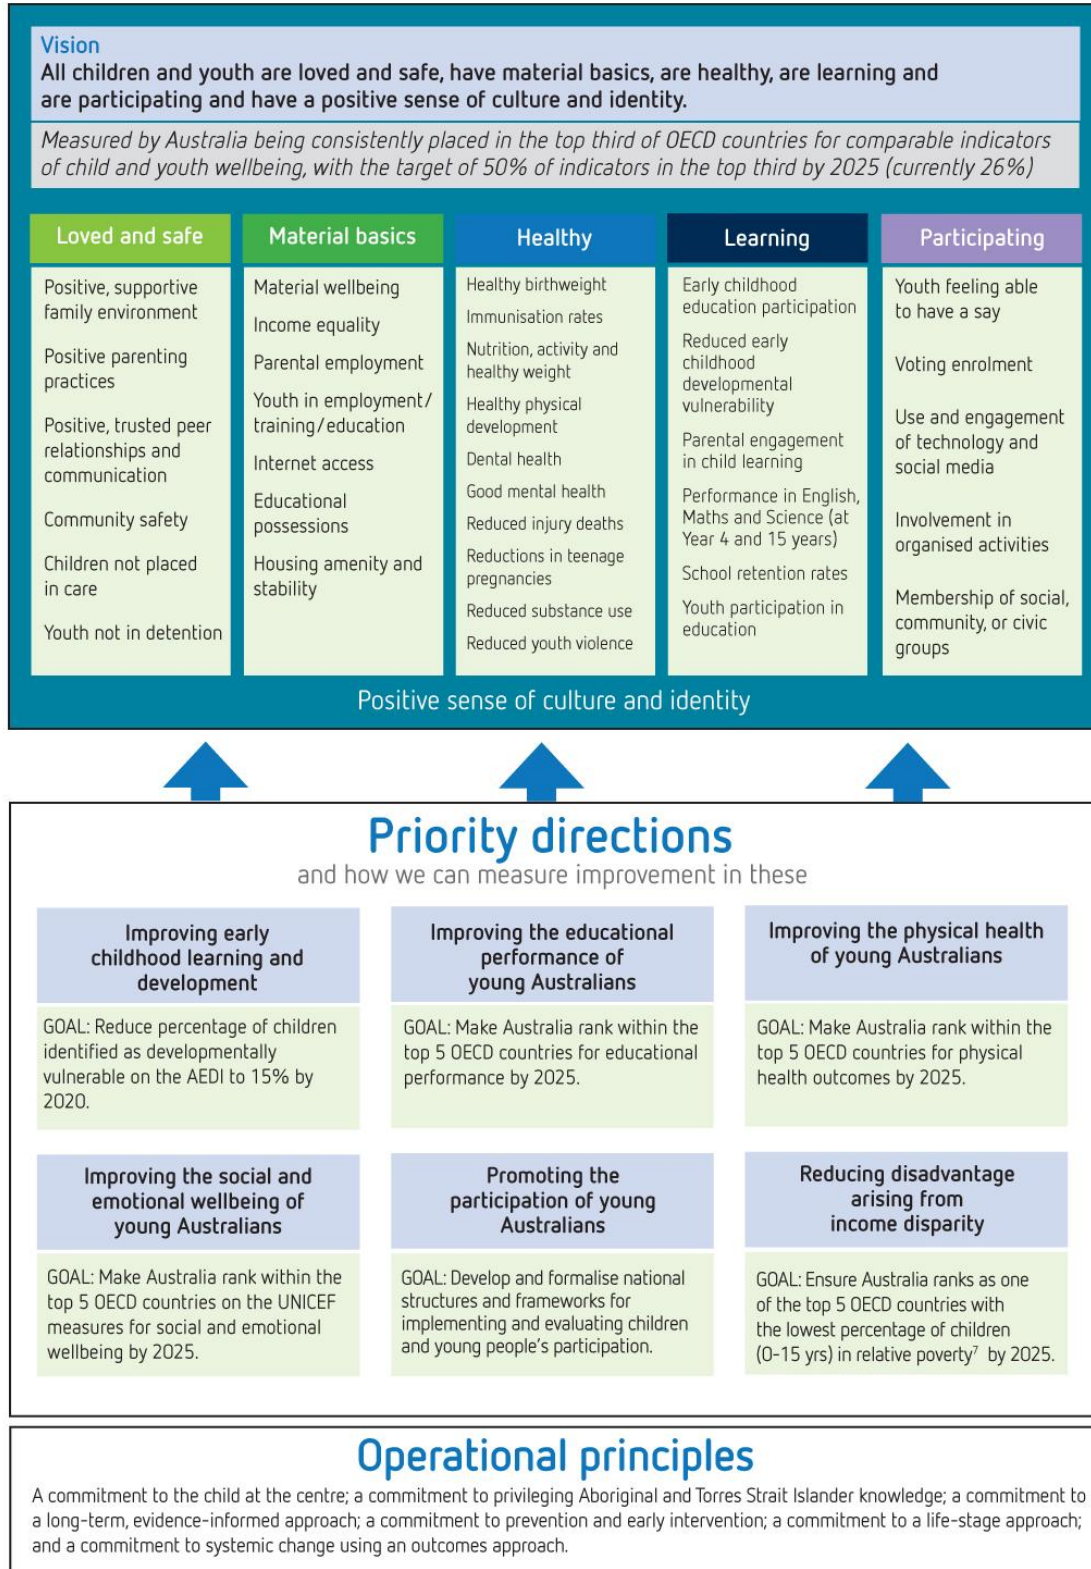 Vision
All children and youth are loved and safe, have material basics, are healthy, are learning and
are participating and have a positive sense of culture and identity.
Measured by Australia being consistently placed in the top third of OECD countries for comparable indicators
of child and youth wellbeing, with the target of 50% of indicators in the top third by 2025 (currently 26%)
Loved and safe
Positive, supportive
family environment
Positive parenting
practices
Positive, trusted peer
relationships and
communication
Community safety
Children not placed
in care
Youth not in detention
Material basics
Material wellbeing
Income equality
Parental employment
Youth in employment/
training/education
Internet access
Educational
possessions
Housing amenity and
stability
Healthy
Healthy birthweight
Immunisation rates
Nutrition, activity and
healthy weight
Healthy physical
development
Dental health
Good mental health
Reduced injury deaths
Reductions in teenage
pregnancies
Reduced substance use
Reduced youth violence
Learning
Early childhood
education participation
Reduced early
childhood
developmental
vulnerability
Parental engagement
in child learning
Performance in English,
Maths and Science (at
Year 4 and 15 years)
School retention rates
Youth participation in
education
Participating
Youth feeling able
to have a say
Voting enrolment
Use and engagement
of technology and
social media
Involvement in
organised activities
Membership of social,
community, or civic
groups
Positive sense of culture and identity
Priority directions
and how we can measure improvement in these
Improving early
childhood learning and
development
GOAL: Reduce percentage of children
identified as developmentally
vulnerable on the AEDI to 15% by
2020.
Improving the educational
performance of
young Australians
GOAL: Make Australia rank within the
top 5 OECD countries for educational
performance by 2025.
Improving the physical health
of young Australians
GOAL: Make Australia rank within the
top 5 OECD countries for physical
health outcomes by 2025.
Improving the social and
emotional wellbeing of
young Australians
GOAL: Make Australia rank within the
top 5 OECD countries on the UNICEF
measures for social and emotional
wellbeing by 2025.
Promoting the
participation of young
Australians
GOAL: Develop and formalise national
structures and frameworks for
implementing and evaluating children
and young people's participation.
Reducing disadvantage
arising from
income disparity
GOAL: Ensure Australia ranks as one
of the top 5 OECD countries with
the lowest percentage of children
(0-15 yrs) in relative poverty⁷ by 2025.
Operational principles
A commitment to the child at the centre; a commitment to privileging Aboriginal and Torres Strait Islander knowledge; a commitment to
a long-term, evidence-informed approach; a commitment to prevention and early intervention; a commitment to a life-stage approach;
and a commitment to systemic change using an outcomes approach.